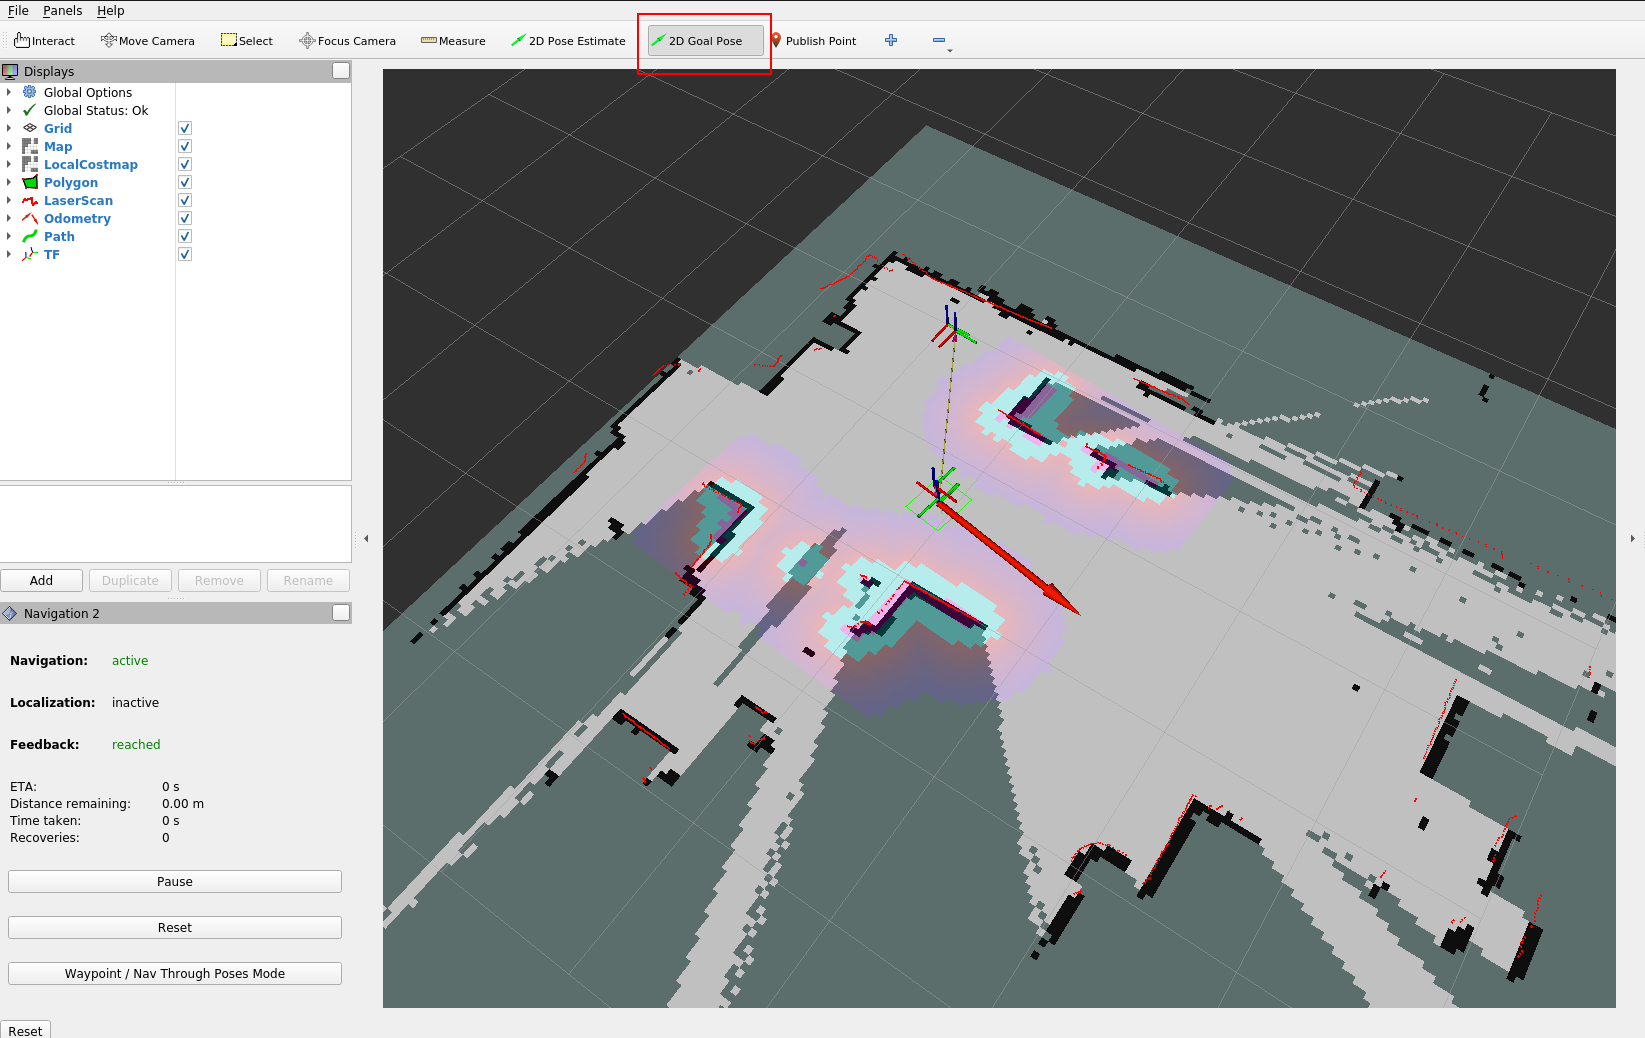 File Panels Help
Interact Move Camera Select Focus Camera Measure 2D Pose Estimate 2D Goal Pose Publish Point
Displays
Global Options
Global Status: Ok
Grid
Map
LocalCostmap
Polygon
LaserScan
Odometry
Path
TF
Add Duplicate Remove Rename
Navigation 2
Navigation: active
Localization: inactive
Feedback: reached
ETA: 0 s
Distance remaining: 0.00 m
Time taken: 0 s
Recoveries: 0
Pause
Reset
Waypoint / Nav Through Poses Mode
Reset